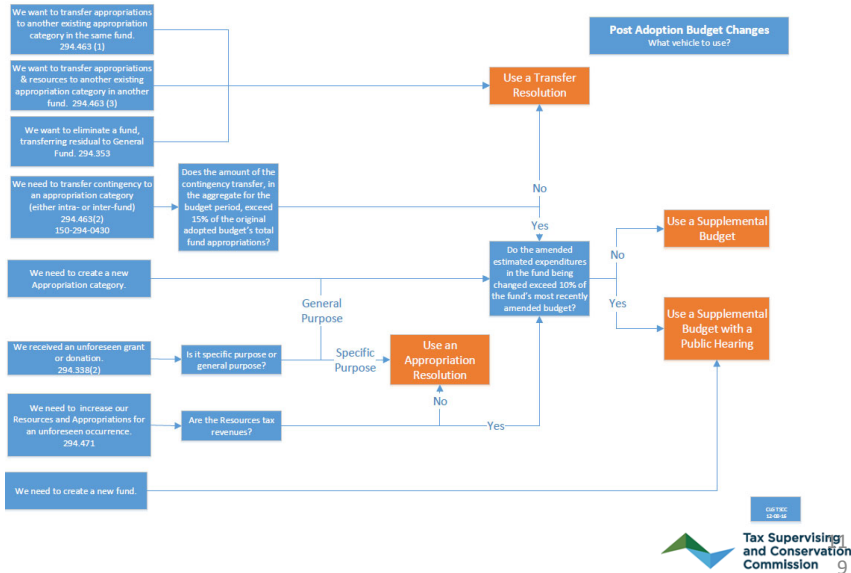 We want to transfer appropriations
to another existing appropriation
category in the same fund.
294.463 (1)
Post Adoption Budget Changes
What vehicle to use?
We want to transfer appropriations
& resources to another existing
appropriation category in another
fund. 294.463 (3)
Use a Transfer
Resolution
We want to eliminate a fund,
transferring residual to General
Fund. 294.353
We need to transfer contingency to
an appropriation category
(either intra- or inter-fund)
294.463(2)
150-294-0430
Does the amount of the
contingency transfer, in
the aggregate for the
budget period, exceed
15% of the original
adopted budget's total
fund appropriations?
No
Yes
Use a Supplemental
Budget
We need to create a new
Appropriation category.
Do the amended
estimated expenditures
in the fund being
changed exceed 10% of
the fund's most recently
amended budget?
No
Yes
General
Purpose
Use a Supplemental
Budget with a
Public Hearing
We received an unforeseen grant
or donation.
294.338(2)
Is it specific purpose or
general purpose?
Specific
Purpose
Use an
Appropriation
Resolution
No
We need to increase our
Resources and Appropriations for
an unforeseen occurrence.
294.471
Are the Resources tax
revenues?
Yes
We need to create a new fund.
TSCC
12-08-16
Tax Supervising
and Conservation
Commission
11
9